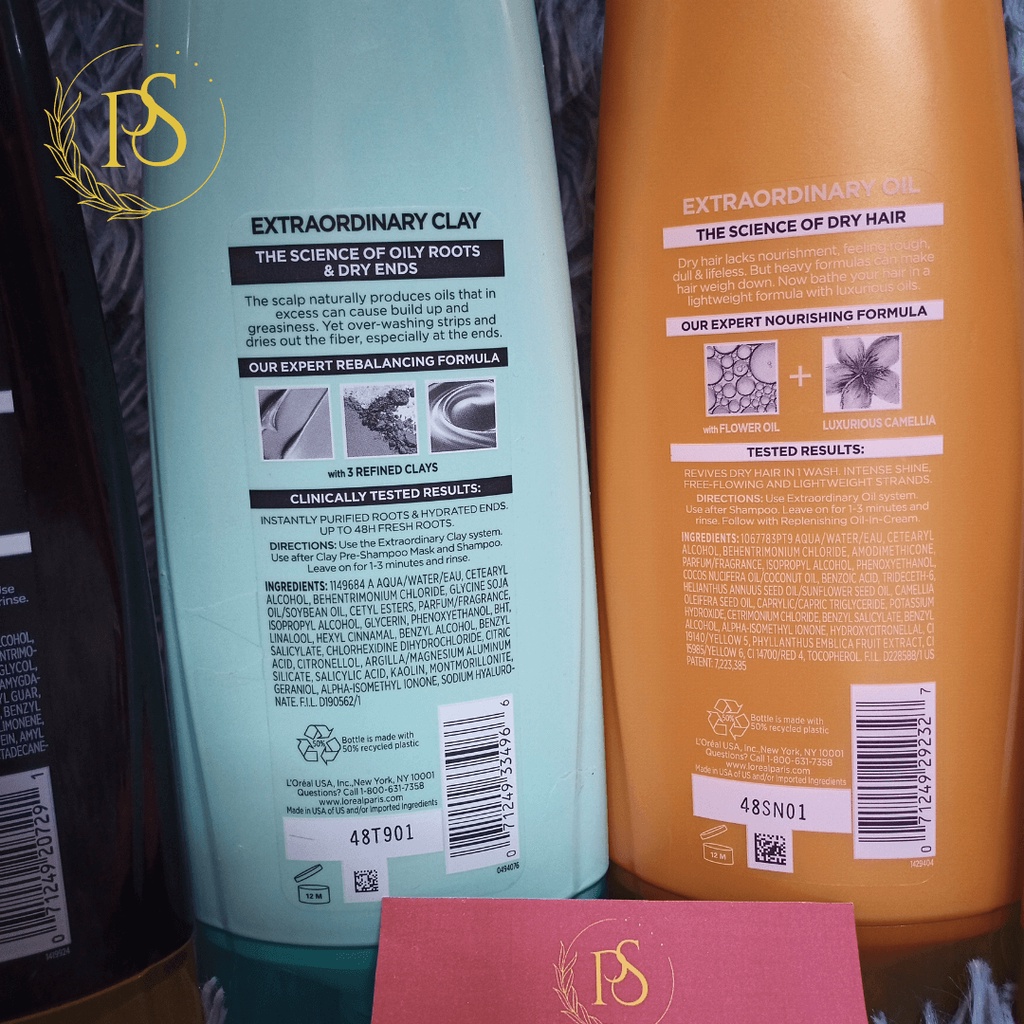 PS
EXTRAORDINARY CLAY
THE SCIENCE OF OILY ROOTS
& DRY ENDS
The scalp naturally produces oils that in
excess can cause build up and
greasiness. Yet over-washing strips and
dries out the fiber, especially at the ends.
OUR EXPERT REBALANCING FORMULA
with 3 REFINED CLAYS
CLINICALLY TESTED RESULTS:
INSTANTLY PURIFIED ROOTS & HYDRATED ENDS.
UP TO 48H FRESH ROOTS.
DIRECTIONS: Use the Extraordinary Clay system.
Use after Clay Pre-Shampoo Mask and Shampoo.
Leave on for 1-3 minutes and rinse.
INGREDIENTS: 1149684 A AQUA/WATER/EAU, CETEARYL
ALCOHOL, BEHENTRIMONIUM CHLORIDE, GLYCINE SOJA
OIL/SOYBEAN OIL, CETYL ESTERS, PARFUM/FRAGRANCE,
ISOPROPYL ALCOHOL, GLYCERIN, PHENOXYETHANOL, BHT,
LINALOOL, HEXYL CINNAMAL, BENZYL ALCOHOL, BENZYL
SALICYLATE, CHLORHEXIDINE DIHYDROCHLORIDE, CITRIC
ACID, CITRONELLOL, ARGILLA/MAGNESIUM ALUMINUM
SILICATE, SALICYLIC ACID, KAOLIN, MONTMORILLONITE,
GERANIOL, ALPHA-ISOMETHYL IONONE, SODIUM HYALURO-
NATE. F.I.L. D190562/1
50%
Bottle is made with
50% recycled plastic
L'Oréal USA, Inc., New York, NY 10001
Questions? Call 1-800-631-7358
www.lorealparis.com
Made in USA of US and/or Imported Ingredients
48T901
12 M
0 71249 33496 6
0494076
EXTRAORDINARY OIL
THE SCIENCE OF DRY HAIR
Dry hair lacks nourishment, feeling rough,
dull & lifeless. But heavy formulas can make
hair weigh down. Now bathe your hair in a
lightweight formula with luxurious oils.
OUR EXPERT NOURISHING FORMULA
+
with FLOWER OIL
LUXURIOUS CAMELLIA
TESTED RESULTS:
REVIVES DRY HAIR IN 1 WASH. INTENSE SHINE,
FREE-FLOWING AND LIGHTWEIGHT STRANDS.
DIRECTIONS: Use Extraordinary Oil system.
Use after Shampoo. Leave on for 1-3 minutes and
rinse. Follow with Replenishing Oil-In-Cream.
INGREDIENTS: 1067783PT9 AQUA/WATER/EAU, CETEARYL
ALCOHOL, BEHENTRIMONIUM CHLORIDE, AMODIMETHICONE,
PARFUM/FRAGRANCE, ISOPROPYL ALCOHOL, PHENOXYETHANOL,
COCOS NUCIFERA OIL/COCONUT OIL, BENZOIC ACID, TRIDECETH-6,
HELIANTHUS ANNUUS SEED OIL/SUNFLOWER SEED OIL, CAMELLIA
OLEIFERA SEED OIL, CAPRYLIC/CAPRIC TRIGLYCERIDE, POTASSIUM
HYDROXIDE, CETRIMONIUM CHLORIDE, BENZYL SALICYLATE, BENZYL
ALCOHOL, ALPHA-ISOMETHYL IONONE, HYDROXYCITRONELLAL, CI
19140/YELLOW 5, PHYLLANTHUS EMBLICA FRUIT EXTRACT, CI
15985/YELLOW 6, CI 14700/RED 4, TOCOPHEROL. F.I.L. D228588/1 US
PATENT: 7,223,385
50%
Bottle is made with
50% recycled plastic
L'Oréal USA, Inc., New York, NY 10001
Questions? Call 1-800-631-7358
www.lorealparis.com
Made in USA of US and/or Imported Ingredients
48SN01
12 M
0 71249 29232 7
1429404
rinse.
0 71249 20729 1
PS